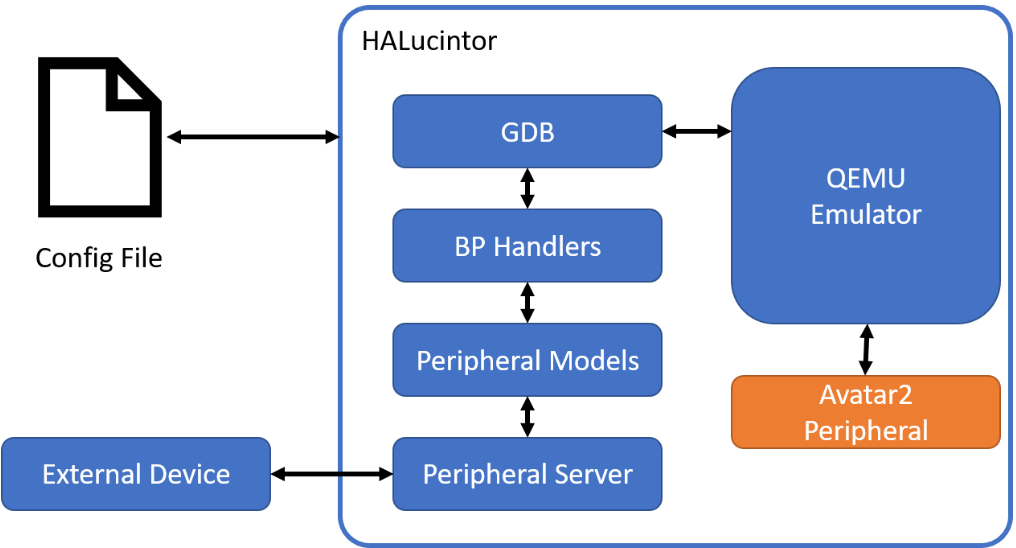 HALucintor
GDB
QEMU
Emulator
BP Handlers
Config File
Peripheral Models
Avatar2
Peripheral
External Device
Peripheral Server